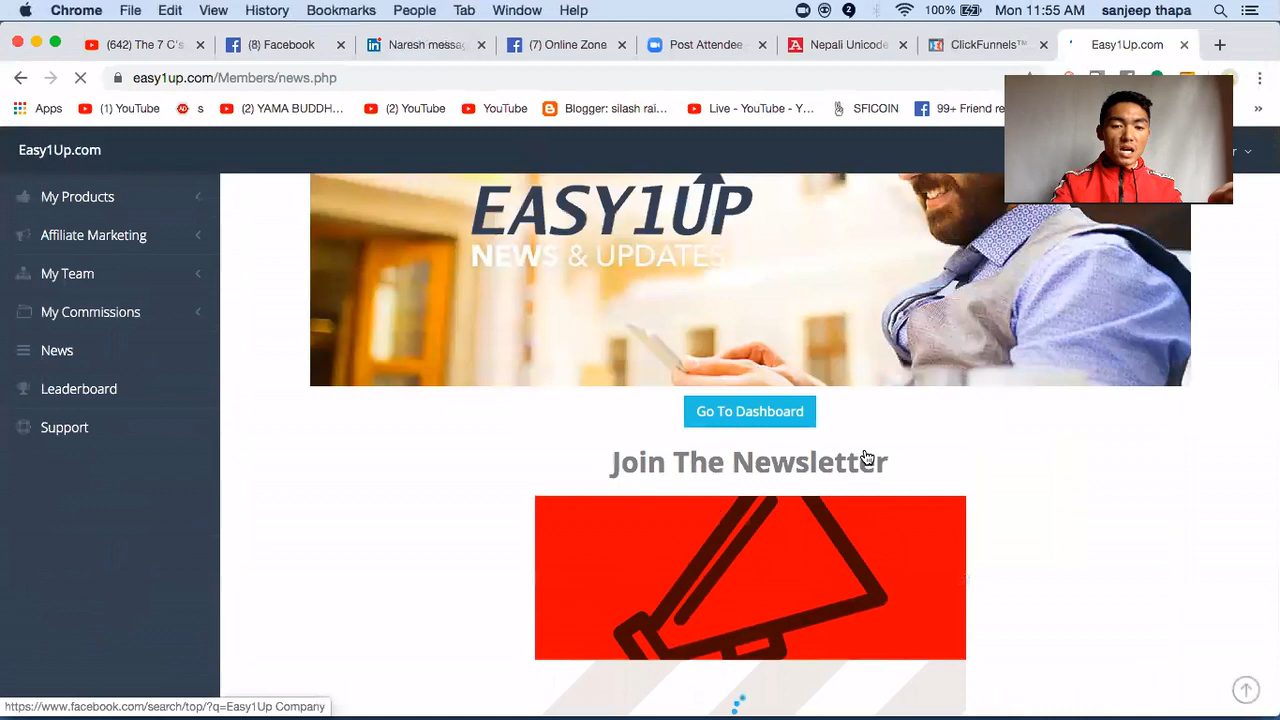 Chrome File Edit View History Bookmarks People Tab Window Help 2 100% Mon 11:55 AM sanjeep thapa
(642) The 7 C's (8) Facebook Naresh messag (7) Online Zone Post Attendee Nepali Unicode ClickFunnels™ Easy1Up.com
easy1up.com/Members/news.php
Apps (1) YouTube s (2) YAMA BUDDH... (2) YouTube YouTube Blogger: silash rai... Live - YouTube - Y... SFICOIN 99+ Friend re
Easy1Up.com
My Products
Affiliate Marketing
My Team
My Commissions
News
Leaderboard
Support
EASY1UP
NEWS & UPDATES
Go To Dashboard
Join The Newsletter
https://www.facebook.com/search/top/?q=Easy1Up Company